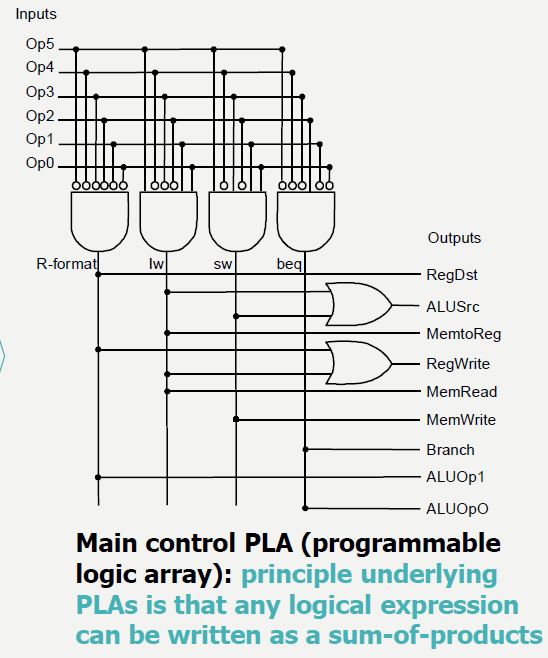 Inputs
Op5
Op4
Op3
Op2
Op1
Op0
Outputs
R-format
lw
sw
beq
RegDst
ALUSrc
MemtoReg
RegWrite
MemRead
MemWrite
Branch
ALUOp1
ALUOpO
Main control PLA (programmable
logic array): principle underlying
PLAs is that any logical expression
can be written as a sum-of-products